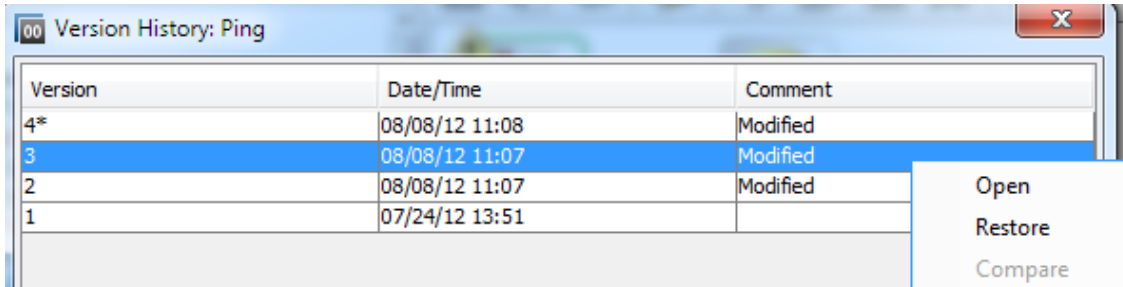 00 Version History: Ping
Version Date/Time Comment
4* 08/08/12 11:08 Modified
3 08/08/12 11:07 Modified
2 08/08/12 11:07 Modified
1 07/24/12 13:51
Open
Restore
Compare